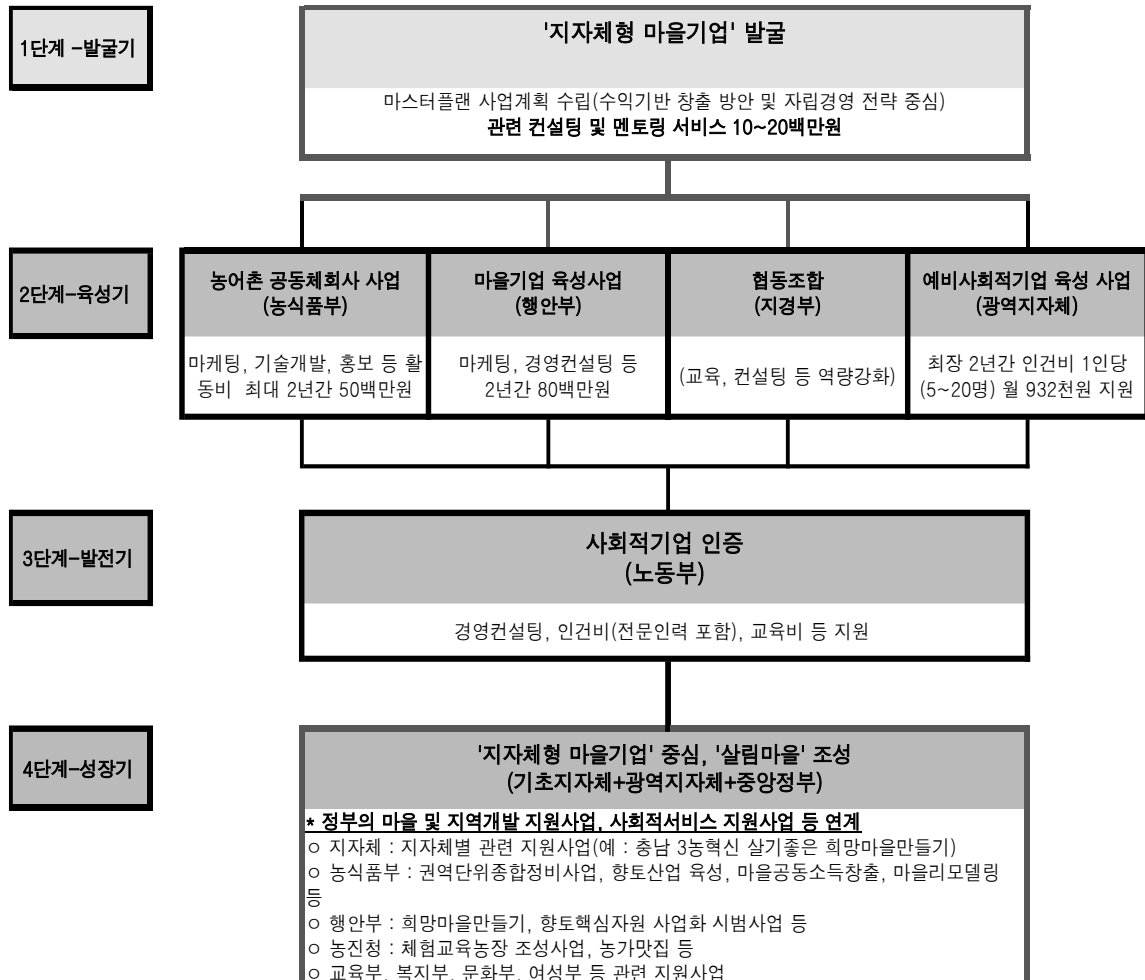 1단계 -발굴기
'지자체형 마을기업' 발굴
마스터플랜 사업계획 수립(수익기반 창출 방안 및 자립경영 전략 중심)
관련 컨설팅 및 멘토링 서비스 10~20백만원
2단계-육성기
농어촌 공동체회사 사업
(농식품부)
마케팅, 기술개발, 홍보 등 활
동비 최대 2년간 50백만원
마을기업 육성사업
(행안부)
마케팅, 경영컨설팅 등
2년간 80백만원
협동조합
(지경부)
(교육, 컨설팅 등 역량강화)
예비사회적기업 육성 사업
(광역지자체)
최장 2년간 인건비 1인당
(5~20명) 월 932천원 지원
3단계-발전기
사회적기업 인증
(노동부)
경영컨설팅, 인건비(전문인력 포함), 교육비 등 지원
4단계-성장기
'지자체형 마을기업' 중심, '살림마을' 조성
(기초지자체+광역지자체+중앙정부)
* 정부의 마을 및 지역개발 지원사업, 사회적서비스 지원사업 등 연계
ㅇ 지자체 : 지자체별 관련 지원사업(예 : 충남 3농혁신 살기좋은 희망마을만들기)
ㅇ 농식품부 : 권역단위종합정비사업, 향토산업 육성, 마을공동소득창출, 마을리모델링
등
ㅇ 행안부 : 희망마을만들기, 향토핵심자원 사업화 시범사업 등
ㅇ 농진청 : 체험교육농장 조성사업, 농가맛집 등
ㅇ 교육부, 복지부, 문화부, 여성부 등 관련 지원사업